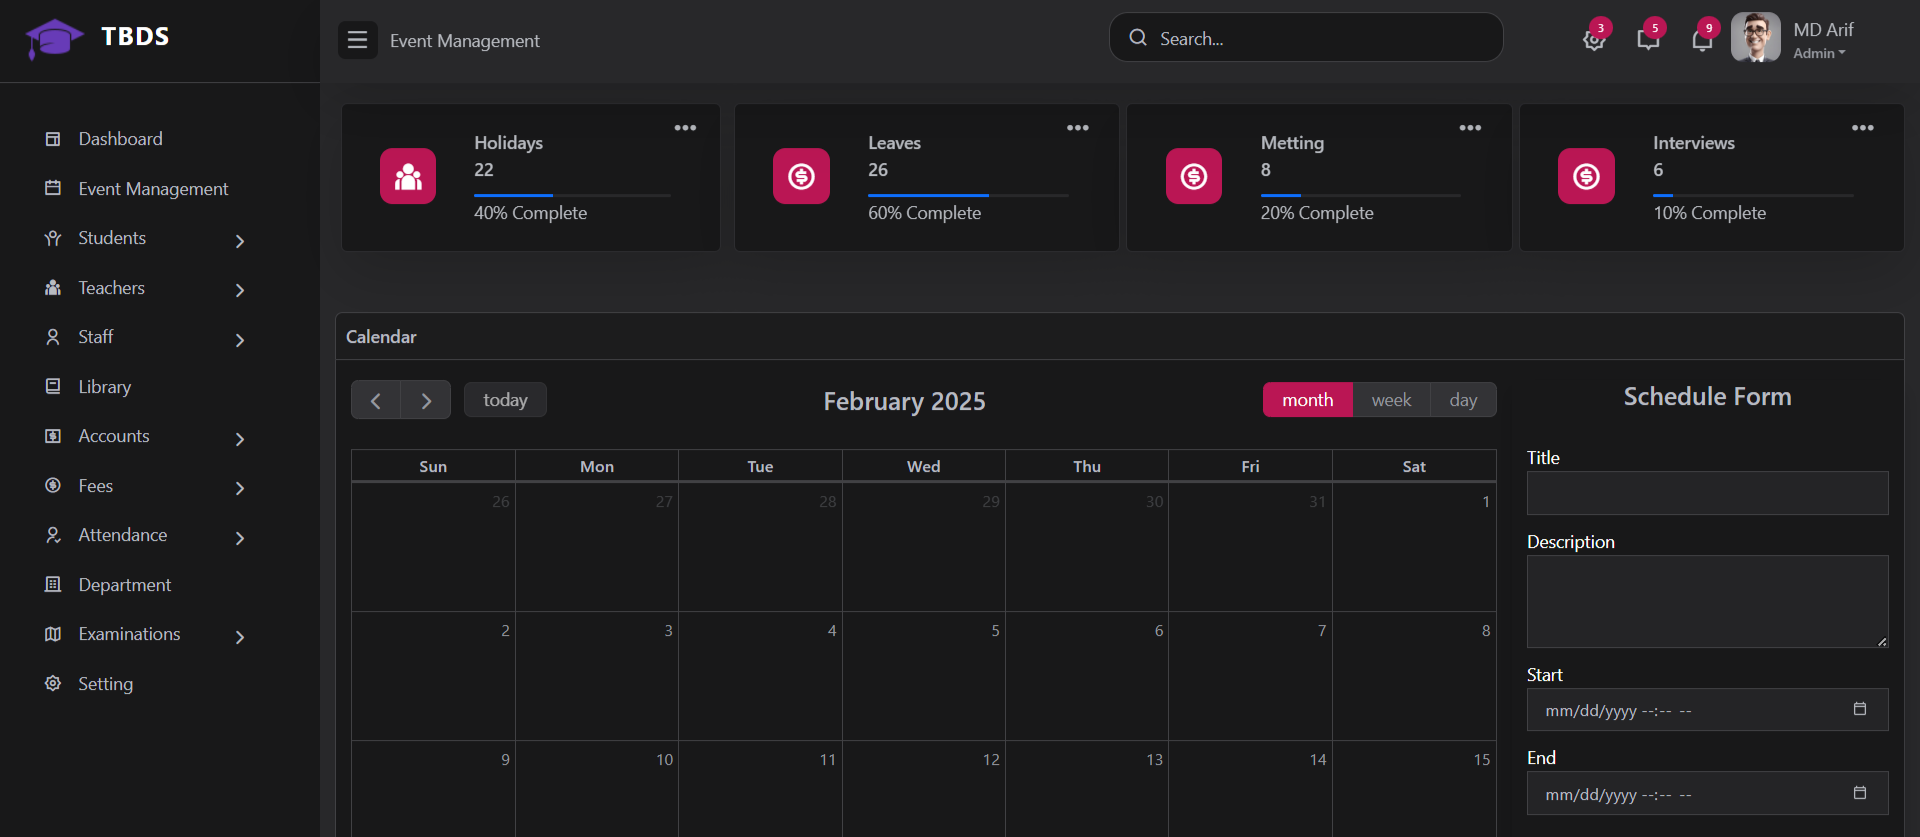 TBDS
Event Management
Search...
3
5
9
MD Arif
Admin
Dashboard
Event Management
Students
Teachers
Staff
Library
Accounts
Fees
Attendance
Department
Examinations
Setting
Holidays
22
40% Complete
Leaves
26
60% Complete
Metting
8
20% Complete
Interviews
6
10% Complete
Calendar
today
February 2025
month week day
Sun Mon Tue Wed Thu Fri Sat
26 27 28 29 30 31 1
2 3 4 5 6 7 8
9 10 11 12 13 14 15
Schedule Form
Title
Description
Start
mm/dd/yyyy --:-- --
End
mm/dd/yyyy --:-- --